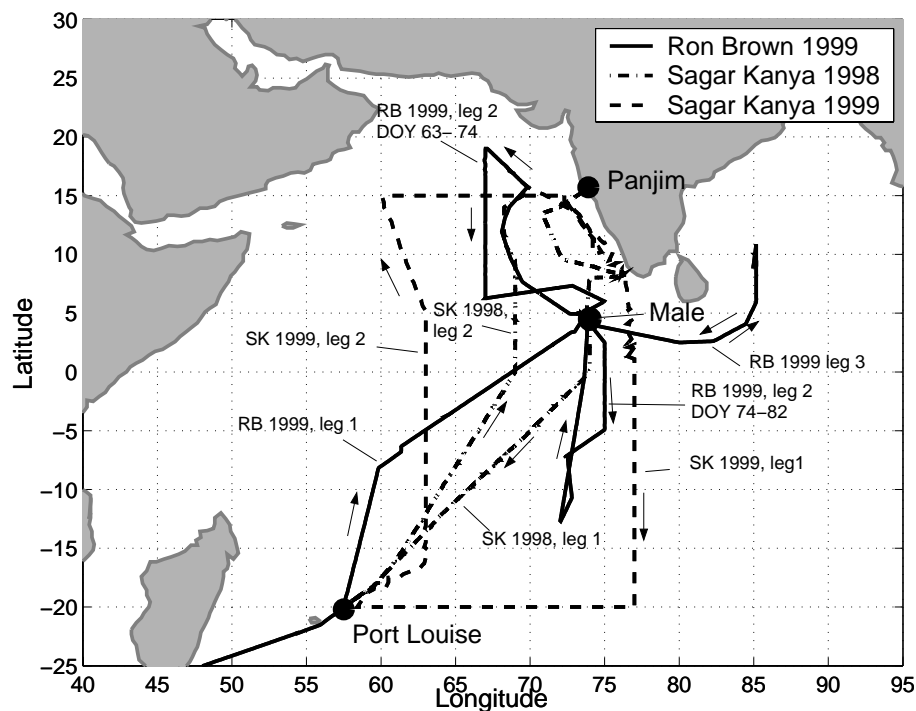 Ron Brown 1999
Sagar Kanya 1998
Sagar Kanya 1999
RB 1999, leg 2
DOY 63−74
Panjim
Male
SK 1998,
leg 2
SK 1999, leg 2
RB 1999 leg 3
RB 1999, leg 2
DOY 74−82
RB 1999, leg 1
SK 1999, leg1
SK 1998, leg 1
Port Louise
Latitude
30
25
20
15
10
5
0
−5
−10
−15
−20
−25
40 45 50 55 60 65 70 75 80 85 90 95
Longitude